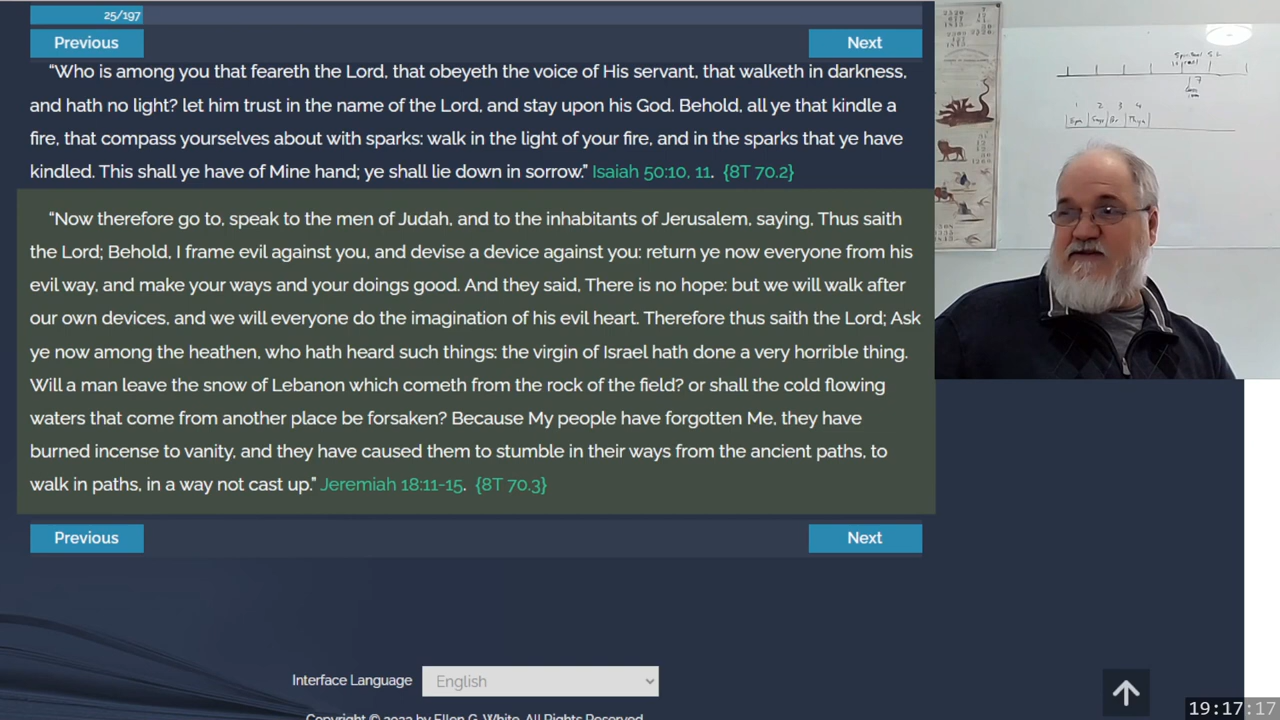 25/197
Previous
Next
“Who is among you that feareth the Lord, that obeyeth the voice of His servant, that walketh in darkness,
and hath no light? let him trust in the name of the Lord, and stay upon his God. Behold, all ye that kindle a
fire, that compass yourselves about with sparks: walk in the light of your fire, and in the sparks that ye have
kindled. This shall ye have of Mine hand; ye shall lie down in sorrow.” Isaiah 50:10, 11. {8T 70.2}
“Now therefore go to, speak to the men of Judah, and to the inhabitants of Jerusalem, saying, Thus saith
the Lord; Behold, I frame evil against you, and devise a device against you: return ye now everyone from his
evil way, and make your ways and your doings good. And they said, There is no hope: but we will walk after
our own devices, and we will everyone do the imagination of his evil heart. Therefore thus saith the Lord; Ask
ye now among the heathen, who hath heard such things: the virgin of Israel hath done a very horrible thing.
Will a man leave the snow of Lebanon which cometh from the rock of the field? or shall the cold flowing
waters that come from another place be forsaken? Because My people have forgotten Me, they have
burned incense to vanity, and they have caused them to stumble in their ways from the ancient paths, to
walk in paths, in a way not cast up.” Jeremiah 18:11-15. {8T 70.3}
Previous
Next
Interface Language
English
Copyright © 2023 by Ellen G. White. All Rights Reserved
19:17:17
1 2 3 4